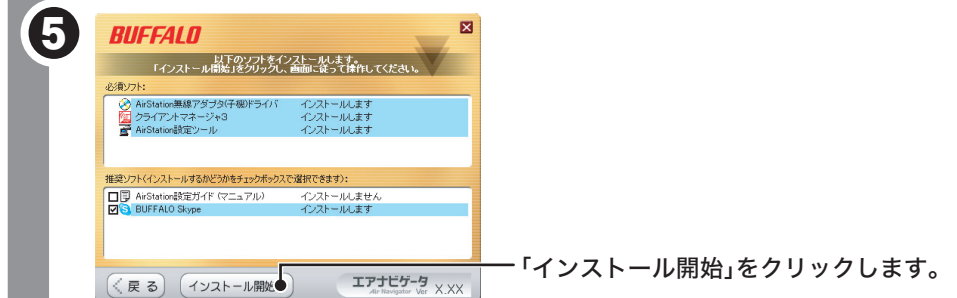 5
BUFFALO
以下のソフトをインストールします。
「インストール開始」をクリックし、画面に従って操作してください。
必須ソフト:
AirStation無線アダプタ(子機)ドライバ インストールします
クライアントマネージャ3 インストールします
AirStation設定ツール インストールします
推奨ソフト(インストールするかどうかをチェックボックスで選択できます):
AirStation設定ガイド (マニュアル) インストールしません
BUFFALO Skype インストールします
戻る
インストール開始
エアナビゲータ
Air Navigator Ver X.XX
「インストール開始」をクリックします。